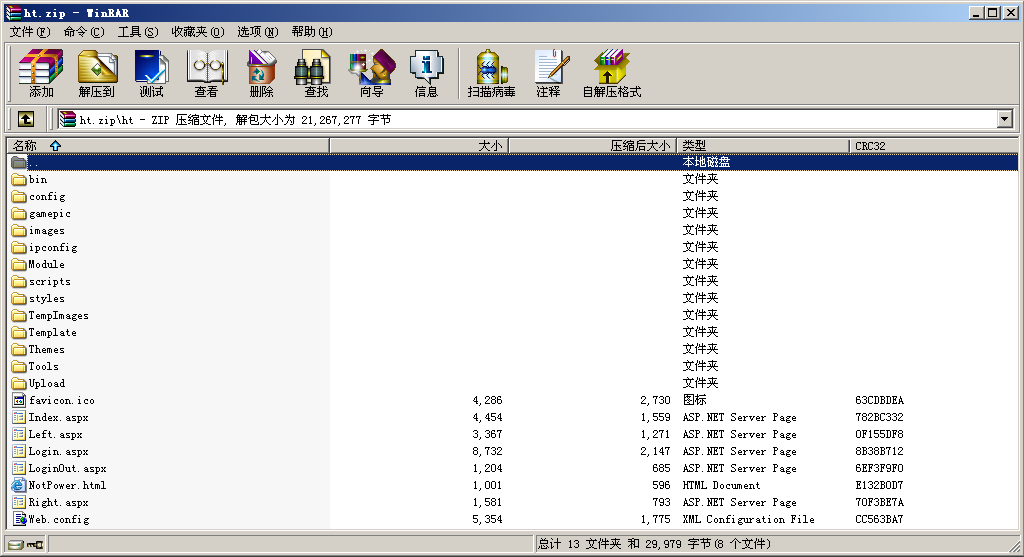 ht.zip - WinRAR
文件(F) 命令(C) 工具(S) 收藏夹(O) 选项(N) 帮助(H)
添加 解压到 测试 查看 删除 查找 向导 信息 扫描病毒 注释 自解压格式
ht.zip\ht - ZIP 压缩文件, 解包大小为 21,267,277 字节
名称 大小 压缩后大小 类型 CRC32
.. 本地磁盘
bin 文件夹
config 文件夹
gamepic 文件夹
images 文件夹
ipconfig 文件夹
Module 文件夹
scripts 文件夹
styles 文件夹
TempImages 文件夹
Template 文件夹
Themes 文件夹
Tools 文件夹
Upload 文件夹
favicon.ico 4,286 2,730 图标 63CDBDEA
Index.aspx 4,454 1,559 ASP.NET Server Page 782BC332
Left.aspx 3,367 1,271 ASP.NET Server Page 0F155DF8
Login.aspx 8,732 2,147 ASP.NET Server Page 8B38B712
LoginOut.aspx 1,204 685 ASP.NET Server Page 6EF3F9F0
NotPower.html 1,001 596 HTML Document E132B0D7
Right.aspx 1,581 793 ASP.NET Server Page 70F3BE7A
Web.config 5,354 1,775 XML Configuration File CC563BA7
总计 13 文件夹 和 29,979 字节(8 个文件)